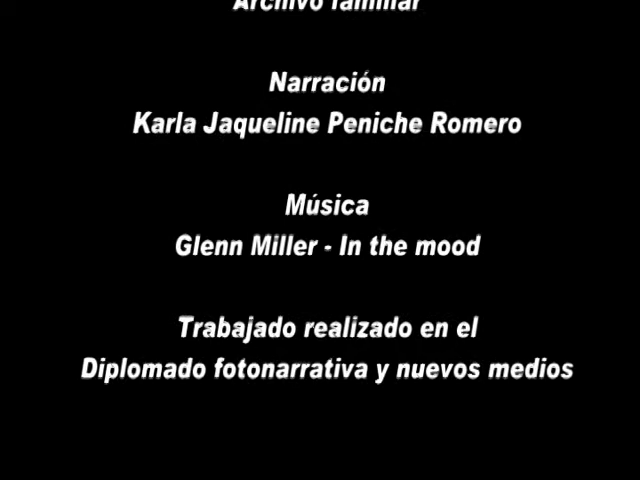 Archivo familiar
Narración
Karla Jaqueline Peniche Romero
Música
Glenn Miller - In the mood
Trabajado realizado en el
Diplomado fotonarrativa y nuevos medios